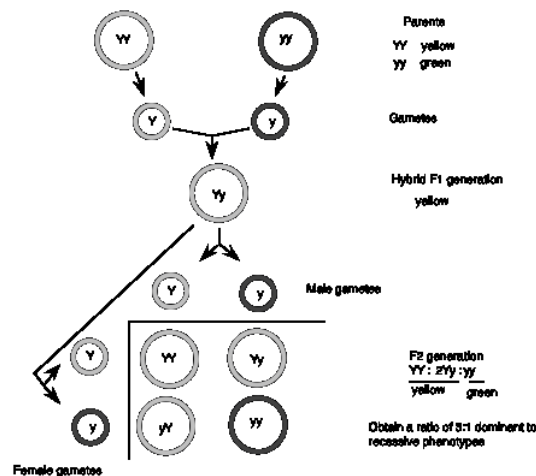 YY
yy
Parents
YY yellow
yy green
Y
y
Gametes
Yy
Hybrid F1 generation
yellow
Y
y
Male gametes
Y
YY
Yy
F2 generation
YY : 2Yy : yy
yellow
green
y
yY
yy
Obtain a ratio of 3:1 dominant to
recessive phenotypes
Female gametes